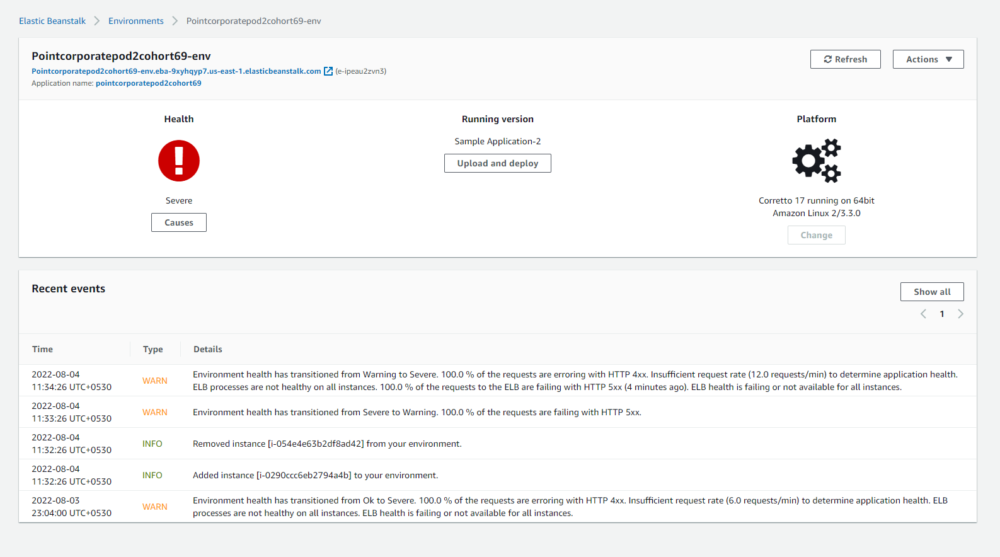 Elastic Beanstalk > Environments > Pointcorporatepod2cohort69-env
Pointcorporatepod2cohort69-env
Refresh
Actions
Pointcorporatepod2cohort69-env.eba-9xyhqyp7.us-east-1.elasticbeanstalk.com (e-ipeau2zvn3)
Application name: pointcorporatepod2cohort69
Health
Running version
Platform
Sample Application-2
Upload and deploy
Severe
Causes
Corretto 17 running on 64bit
Amazon Linux 2/3.3.0
Change
Recent events
Show all
1
Time Type Details
2022-08-04
11:34:26 UTC+0530
WARN
Environment health has transitioned from Warning to Severe. 100.0 % of the requests are erroring with HTTP 4xx. Insufficient request rate (12.0 requests/min) to determine application health.
ELB processes are not healthy on all instances. 100.0 % of the requests to the ELB are failing with HTTP 5xx (4 minutes ago). ELB health is failing or not available for all instances.
2022-08-04
11:33:26 UTC+0530
WARN
Environment health has transitioned from Severe to Warning. 100.0 % of the requests are failing with HTTP 5xx.
2022-08-04
11:32:26 UTC+0530
INFO
Removed instance [i-054e4e63b2df8ad42] from your environment.
2022-08-04
11:32:26 UTC+0530
INFO
Added instance [i-0290ccc6eb2794a4b] to your environment.
2022-08-03
23:04:00 UTC+0530
WARN
Environment health has transitioned from Ok to Severe. 100.0 % of the requests are erroring with HTTP 4xx. Insufficient request rate (6.0 requests/min) to determine application health. ELB
processes are not healthy on all instances. ELB health is failing or not available for all instances.